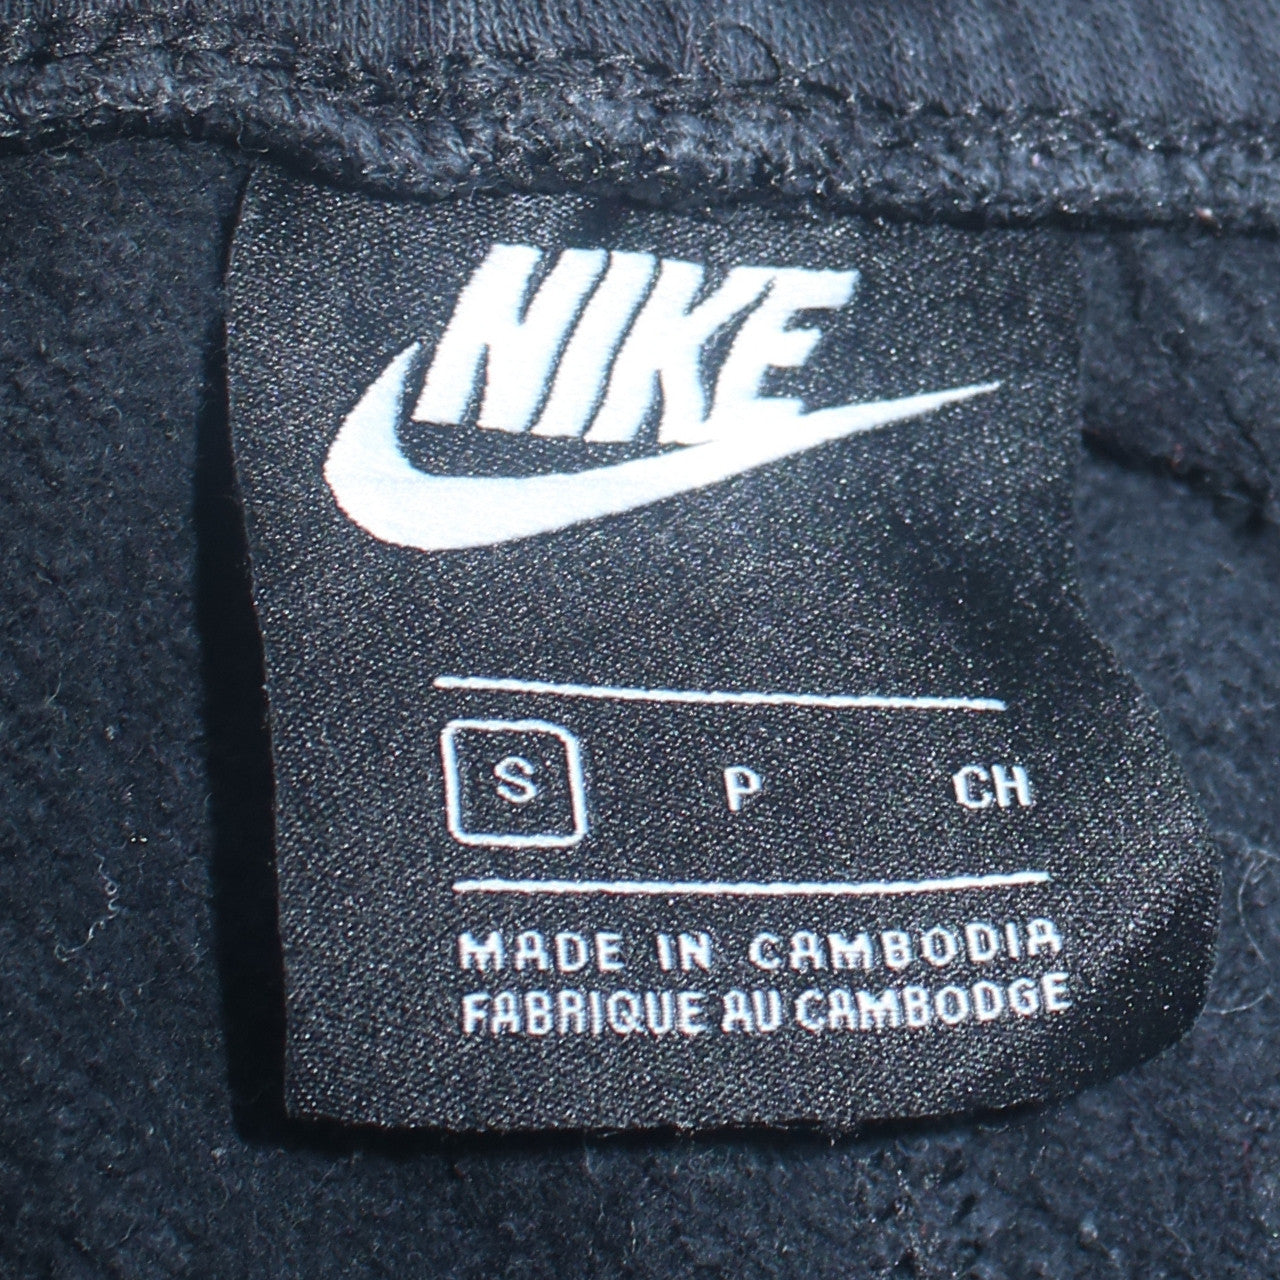 NIKE
S P CH
MADE IN CAMBODIA
FABRIQUE AU CAMBODGE